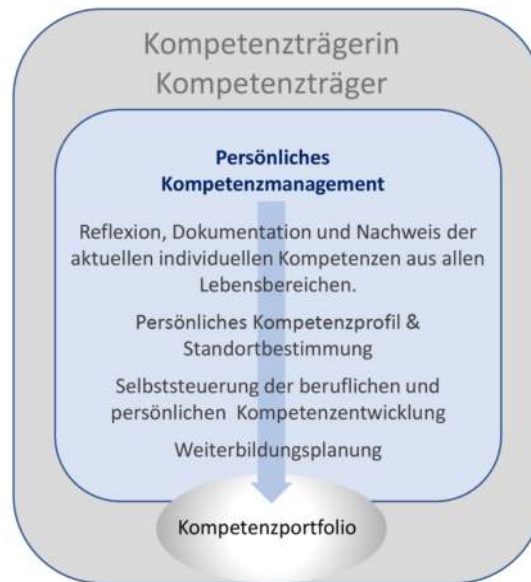 Kompetenzträgerin
Kompetenzträger
Persönliches
Kompetenzmanagement
Reflexion, Dokumentation und Nachweis der
aktuellen individuellen Kompetenzen aus allen
Lebensbereichen.
Persönliches Kompetenzprofil &
Standortbestimmung
Selbststeuerung der beruflichen und
persönlichen Kompetenzentwicklung
Weiterbildungsplanung
Kompetenzportfolio